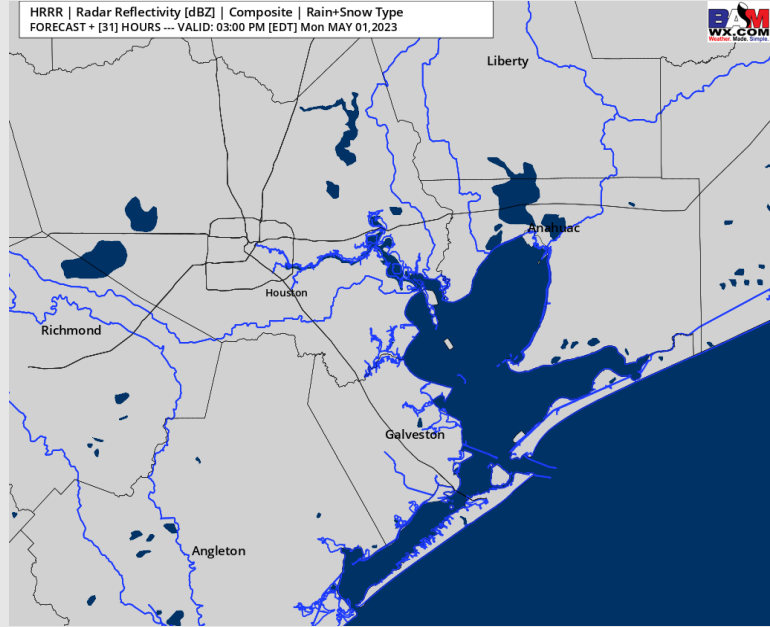 HRRR | Radar Reflectivity [dBZ] | Composite | Rain+Snow Type
FORECAST + [31] HOURS --- VALID: 03:00 PM [EDT] Mon MAY 01,2023
BAM
WX.COM
Weather. Made. Simple.
Liberty
Anahuac
Houston
Richmond
Galveston
Angleton